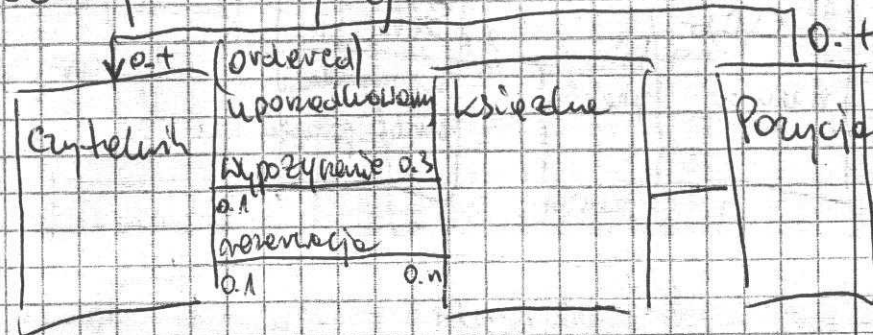 0..+
(ordered)
0.+
uporządkowany
Czytelnik
książka
Pozycja
wypożyczenie 0.3
0.1
rezerwacja
0.1
0.n